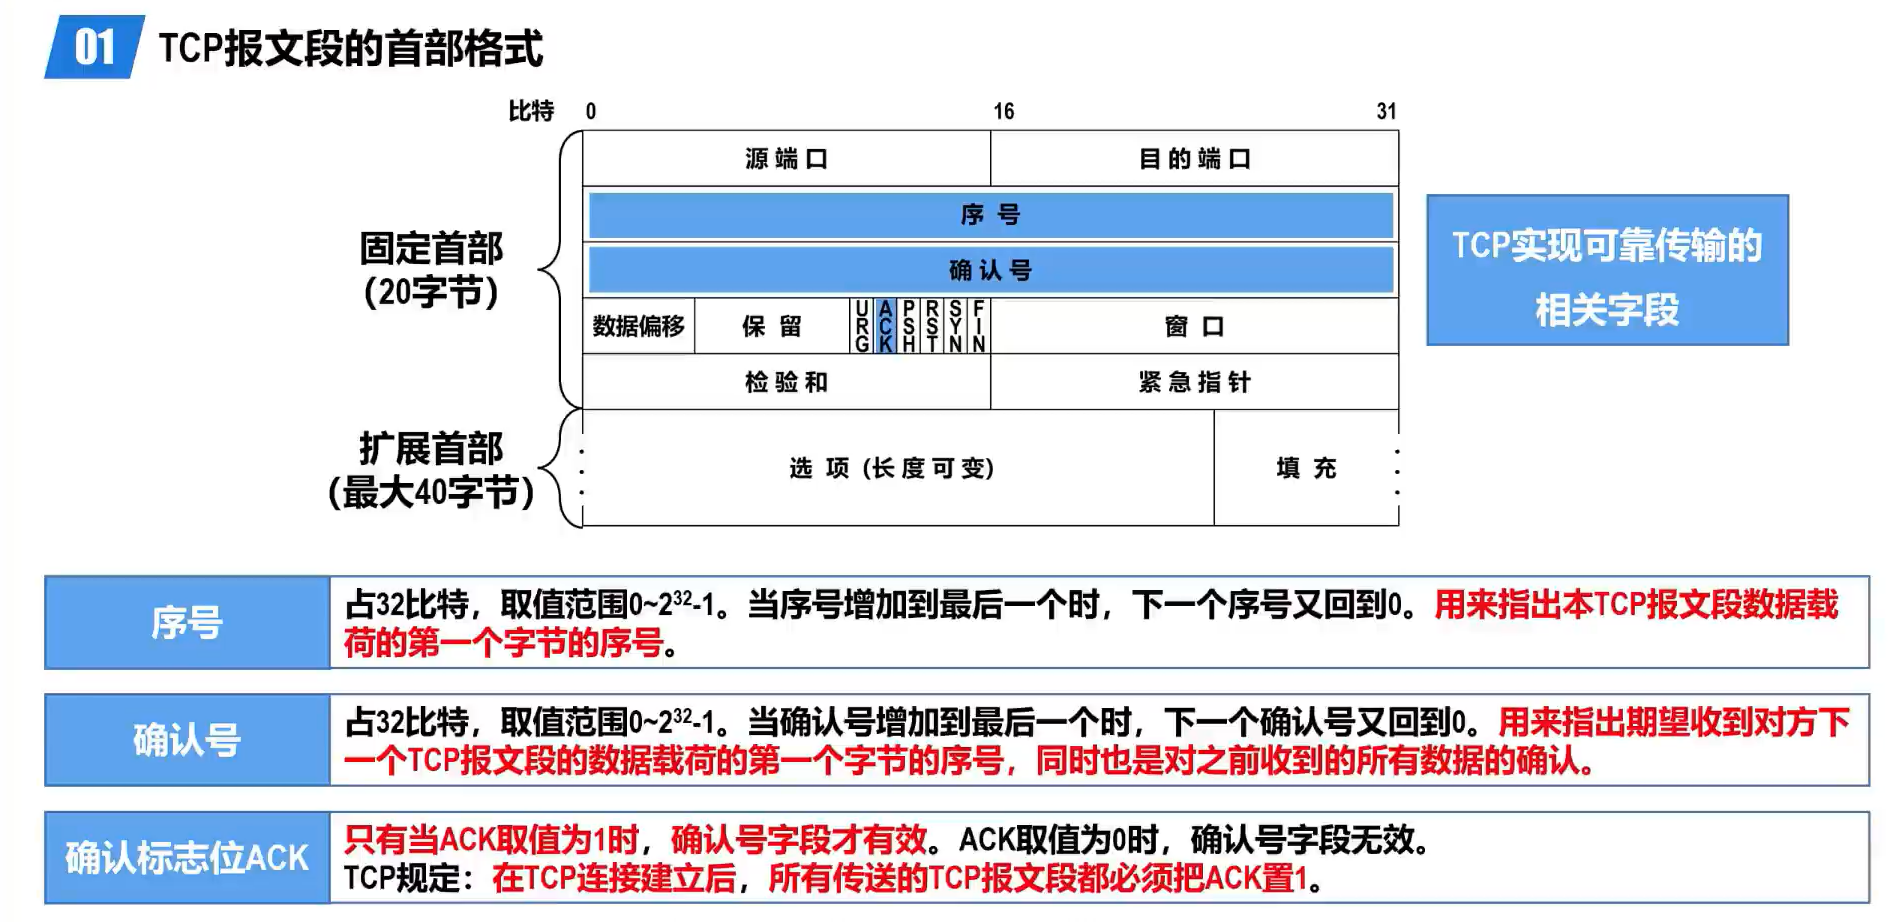 01 TCP报文段的首部格式
比特 0 16 31
源端口 目的端口
序号
确认号
数据偏移 保留 URG ACK PSH RST SYN FIN 窗口
检验和 紧急指针
选项 (长度可变) 填充
固定首部
(20字节)
扩展首部
(最大40字节)
TCP实现可靠传输的
相关字段
序号
占32比特，取值范围0~2³²-1。当序号增加到最后一个时，下一个序号又回到0。用来指出本TCP报文段数据载
荷的第一个字节的序号。
确认号
占32比特，取值范围0~2³²-1。当确认号增加到最后一个时，下一个确认号又回到0。用来指出期望收到对方下
一个TCP报文段的数据载荷的第一个字节的序号，同时也是对之前收到的所有数据的确认。
确认标志位ACK
只有当ACK取值为1时，确认号字段才有效。ACK取值为0时，确认号字段无效。
TCP规定：在TCP连接建立后，所有传送的TCP报文段都必须把ACK置1。